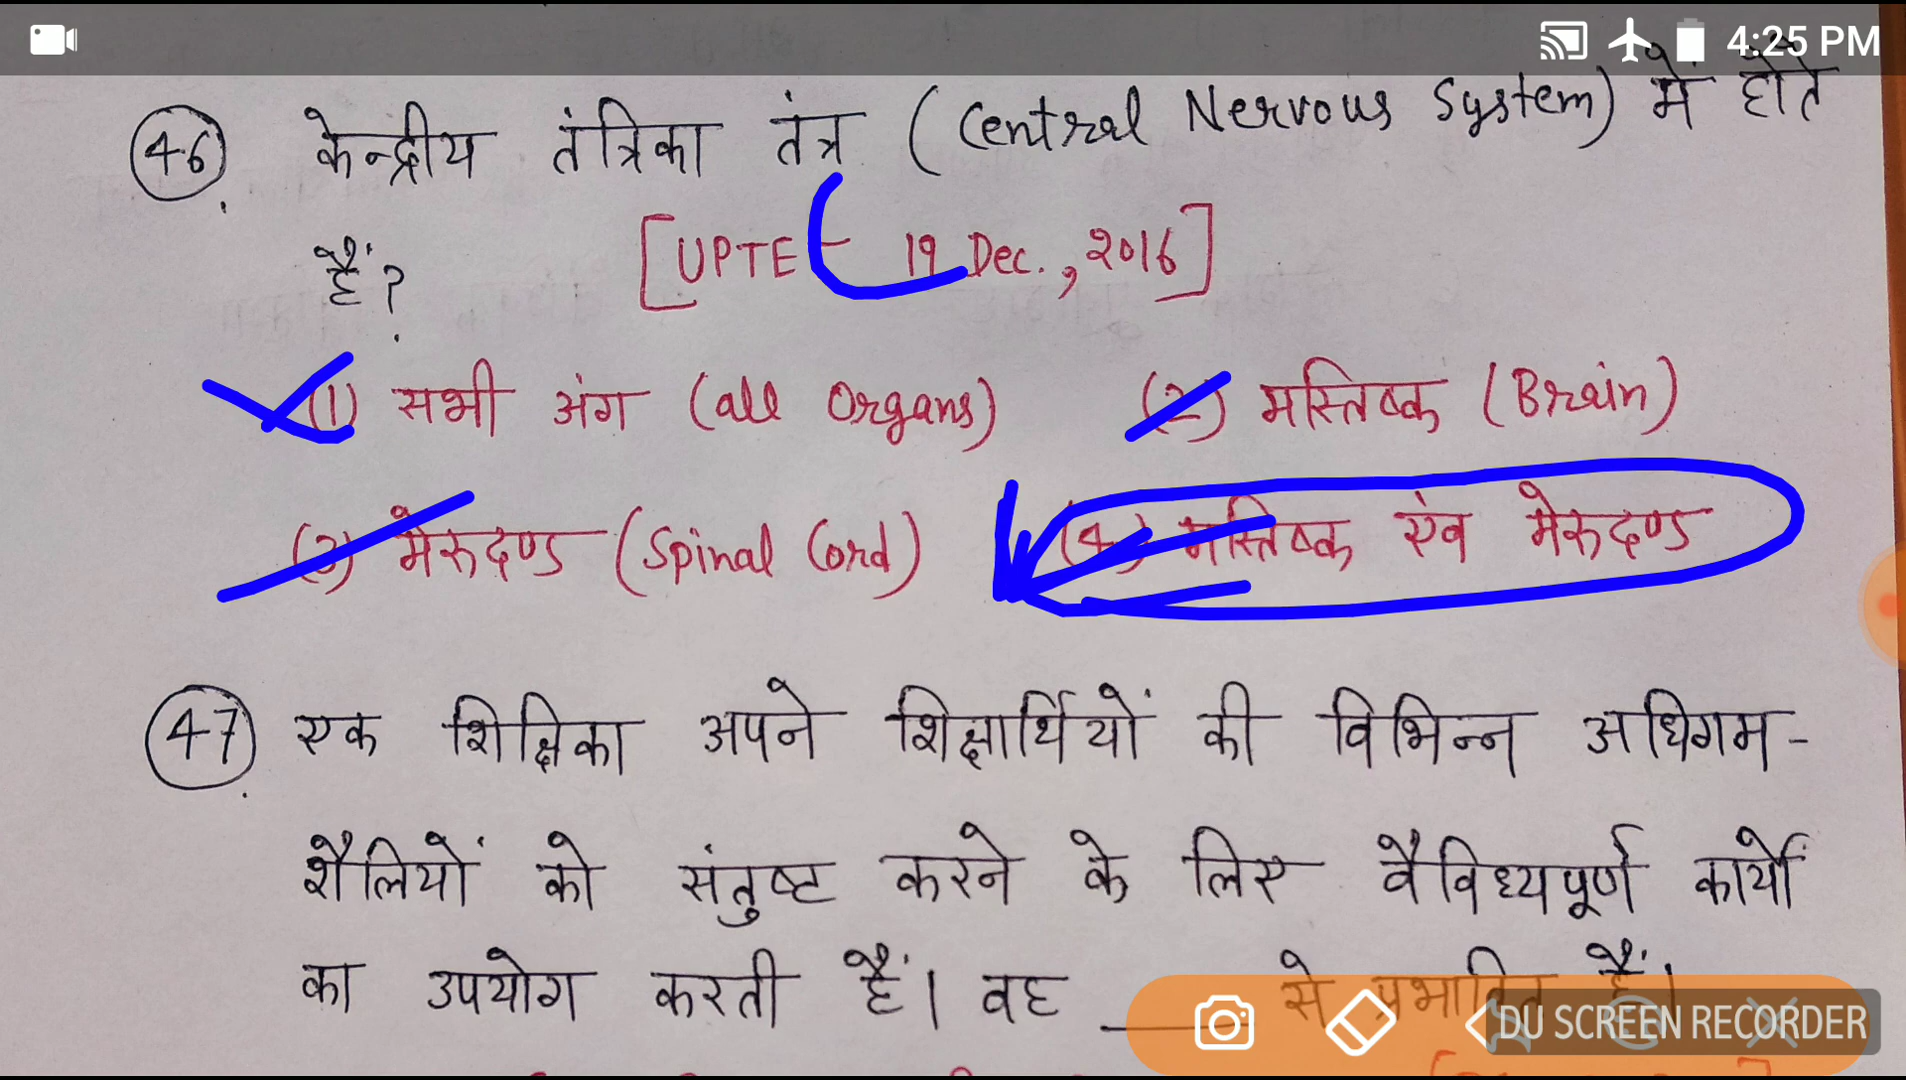 4:25 PM
46. केन्द्रीय तंत्रिका तंत्र (Central Nervous System) में होते
हैं?
[UPTET 19 Dec., 2016]
(1) सभी अंग (all Organs) (2) मस्तिष्क (Brain)
(3) मेरुदण्ड (Spinal Cord) (4) मस्तिष्क एंव मेरुदण्ड
47. एक शिक्षिका अपने शिक्षार्थियों की विभिन्न अधिगम-
शैलियों को संतुष्ट करने के लिए वैविध्यपूर्ण कार्यों
का उपयोग करती हैं। वह ______ से प्रभावित हैं।
DU SCREEN RECORDER